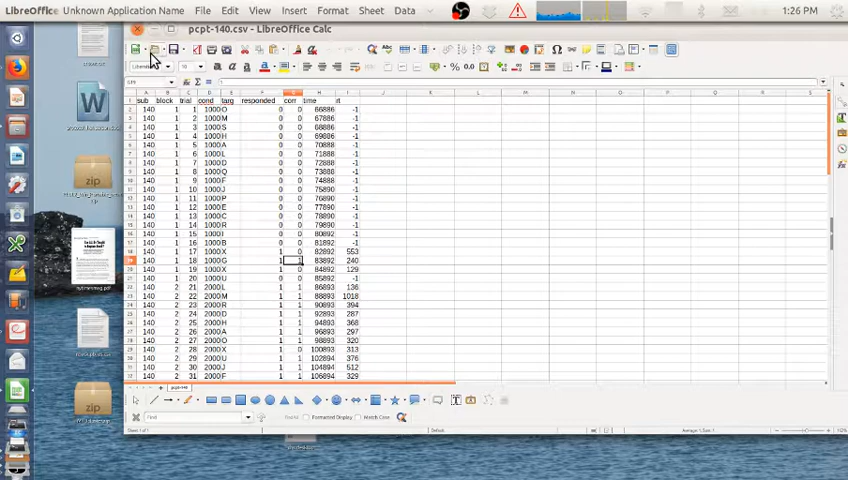 LibreOffice Unknown Application Name File Edit View Insert Format Sheet Data 1:26 PM
pcpt-140.csv - LibreOffice Calc
10
sub block trial cond targ responded corr time rt
1 140 1 1 1000 O 0 0 66886 -1
140 1 2 1000 M 0 0 67886 -1
140 1 3 1000 S 0 0 68886 -1
140 1 4 1000 H 0 0 69886 -1
140 1 5 1000 A 0 0 70888 -1
140 1 6 1000 L 0 0 71888 -1
140 1 7 1000 D 0 0 72888 -1
140 1 8 1000 Q 0 0 73888 -1
140 1 9 1000 F 0 0 74888 -1
140 1 10 1000 J 0 0 75890 -1
140 1 11 1000 P 0 0 76890 -1
140 1 12 1000 E 0 0 77890 -1
140 1 13 1000 C 0 0 78890 -1
140 1 14 1000 R 0 0 79890 -1
140 1 15 1000 I 0 0 80892 -1
140 1 16 1000 B 0 0 81892 -1
140 1 17 1000 X 1 0 82892 553
140 1 18 1000 G 1 1 83892 240
140 1 19 1000 X 1 0 84892 129
140 1 20 1000 U 0 0 85892 -1
140 2 21 2000 L 1 1 86893 136
140 2 22 2000 M 1 1 88893 1018
140 2 23 2000 R 1 1 90893 394
140 2 24 2000 D 1 1 92893 287
140 2 25 2000 H 1 1 94893 368
140 2 26 2000 A 1 1 96893 297
140 2 27 2000 O 1 1 98893 320
140 2 28 2000 X 1 0 100893 313
140 2 29 2000 U 1 1 102894 376
140 2 30 2000 J 1 1 104894 512
140 2 31 2000 F 1 1 106894 329
pcpt-140
Find Formatted Display Match Case
zip
zip